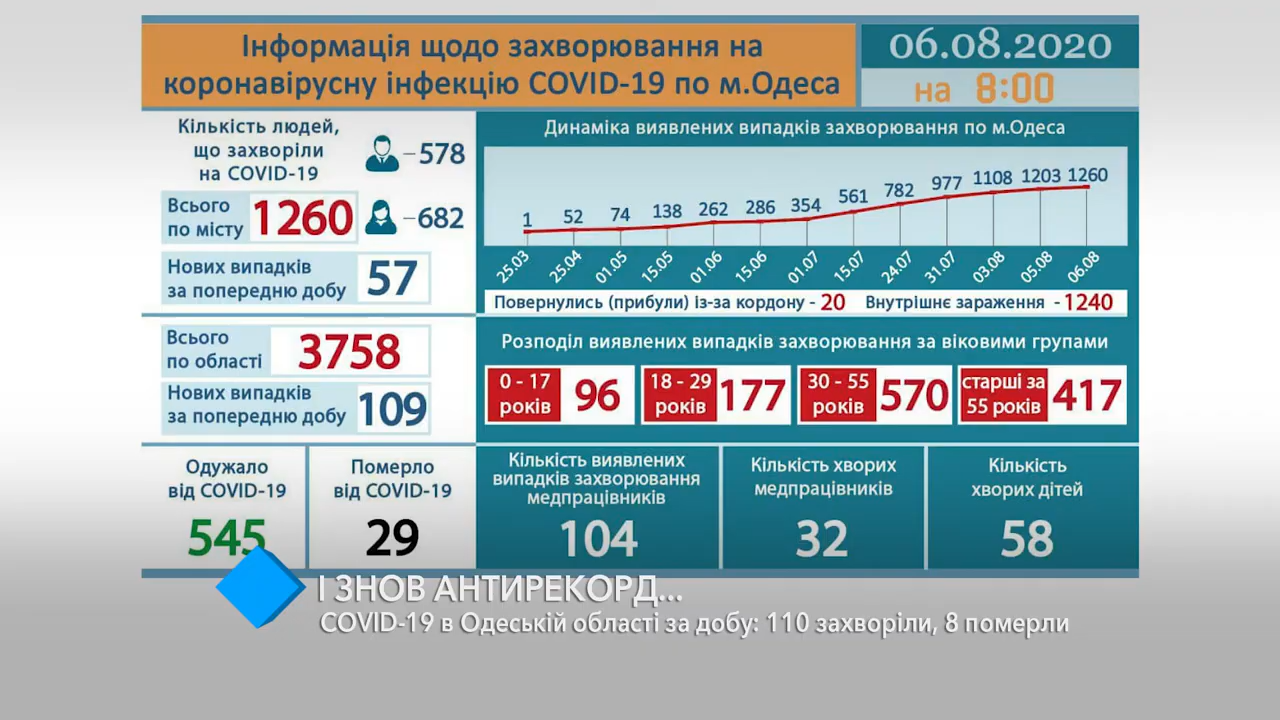 Інформація щодо захворювання на
коронавірусну інфекцію COVID-19 по м.Одеса
06.08.2020
на 8:00
Кількість людей,
що захворіли
на COVID-19
–578
–682
Всього
по місту
1260
Нових випадків
за попередню добу
57
Динаміка виявлених випадків захворювання по м.Одеса
1 52 74 138 262 286 354 561 782 977 1108 1203 1260
25.03 25.04 01.05 15.05 01.06 15.06 01.07 15.07 24.07 31.07 03.08 05.08 06.08
Повернулись (прибули) із-за кордону - 20 Внутрішнє зараження - 1240
Всього
по області
3758
Нових випадків
за попередню добу
109
Розподіл виявлених випадків захворювання за віковими групами
0 - 17
років
96
18 - 29
років
177
30 - 55
років
570
старші за
55 років
417
Одужало
від COVID-19
545
Померло
від COVID-19
29
Кількість виявлених
випадків захворювання
медпрацівників
104
Кількість хворих
медпрацівників
32
Кількість
хворих дітей
58
І ЗНОВ АНТИРЕКОРД...
COVID-19 в Одеській області за добу: 110 захворіли, 8 померли